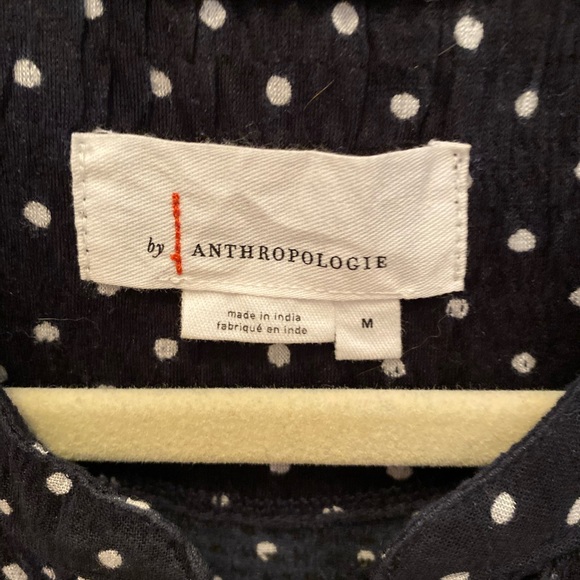 by ANTHROPOLOGIE
made in india
fabriqué en inde
M